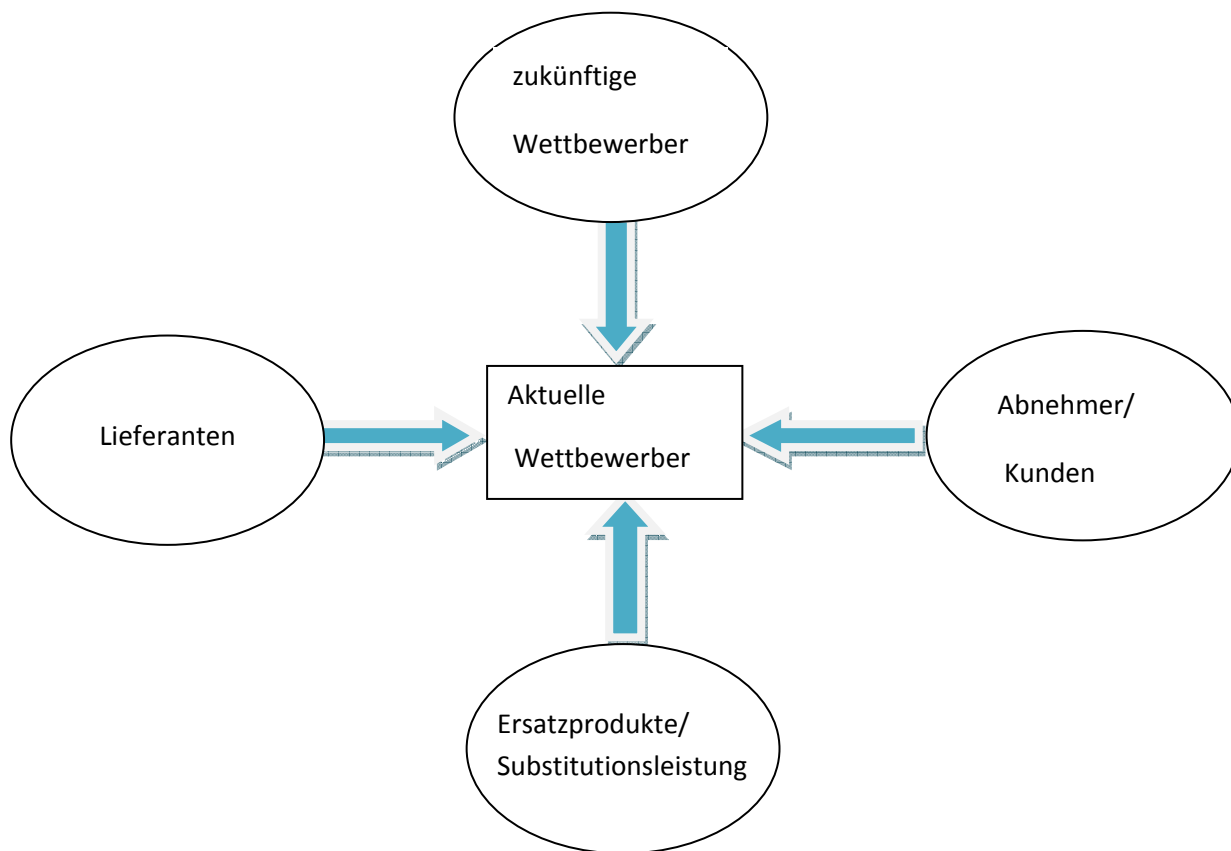 zukünftige
Wettbewerber
Lieferanten
Aktuelle
Wettbewerber
Abnehmer/
Kunden
Ersatzprodukte/
Substitutionsleistung